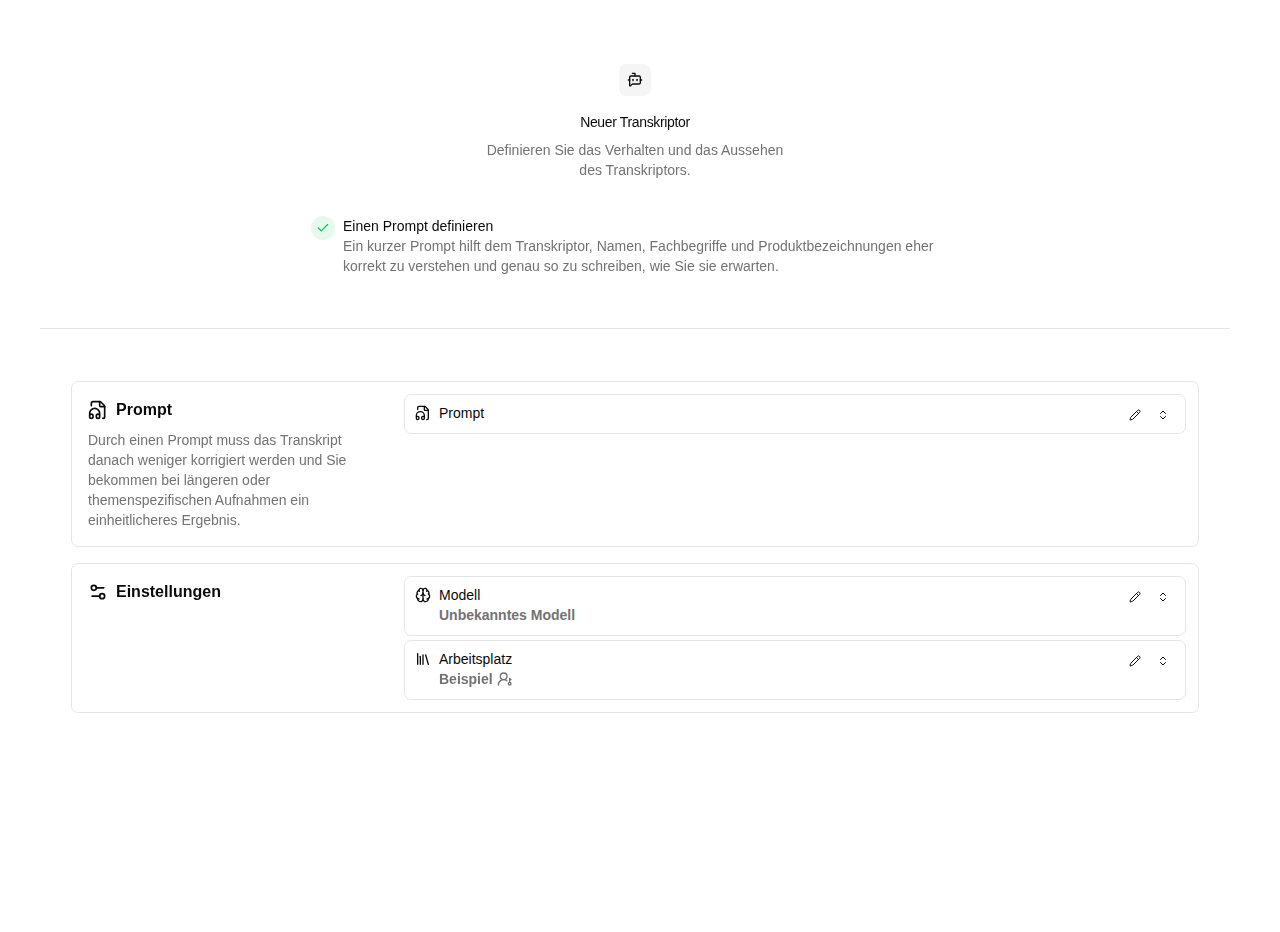 Neuer Transkriptor
Definieren Sie das Verhalten und das Aussehen
des Transkriptors.
Einen Prompt definieren
Ein kurzer Prompt hilft dem Transkriptor, Namen, Fachbegriffe und Produktbezeichnungen eher
korrekt zu verstehen und genau so zu schreiben, wie Sie sie erwarten.
Prompt
Durch einen Prompt muss das Transkript
danach weniger korrigiert werden und Sie
bekommen bei längeren oder
themenspezifischen Aufnahmen ein
einheitlicheres Ergebnis.
Prompt
Einstellungen
Modell
Unbekanntes Modell
Arbeitsplatz
Beispiel